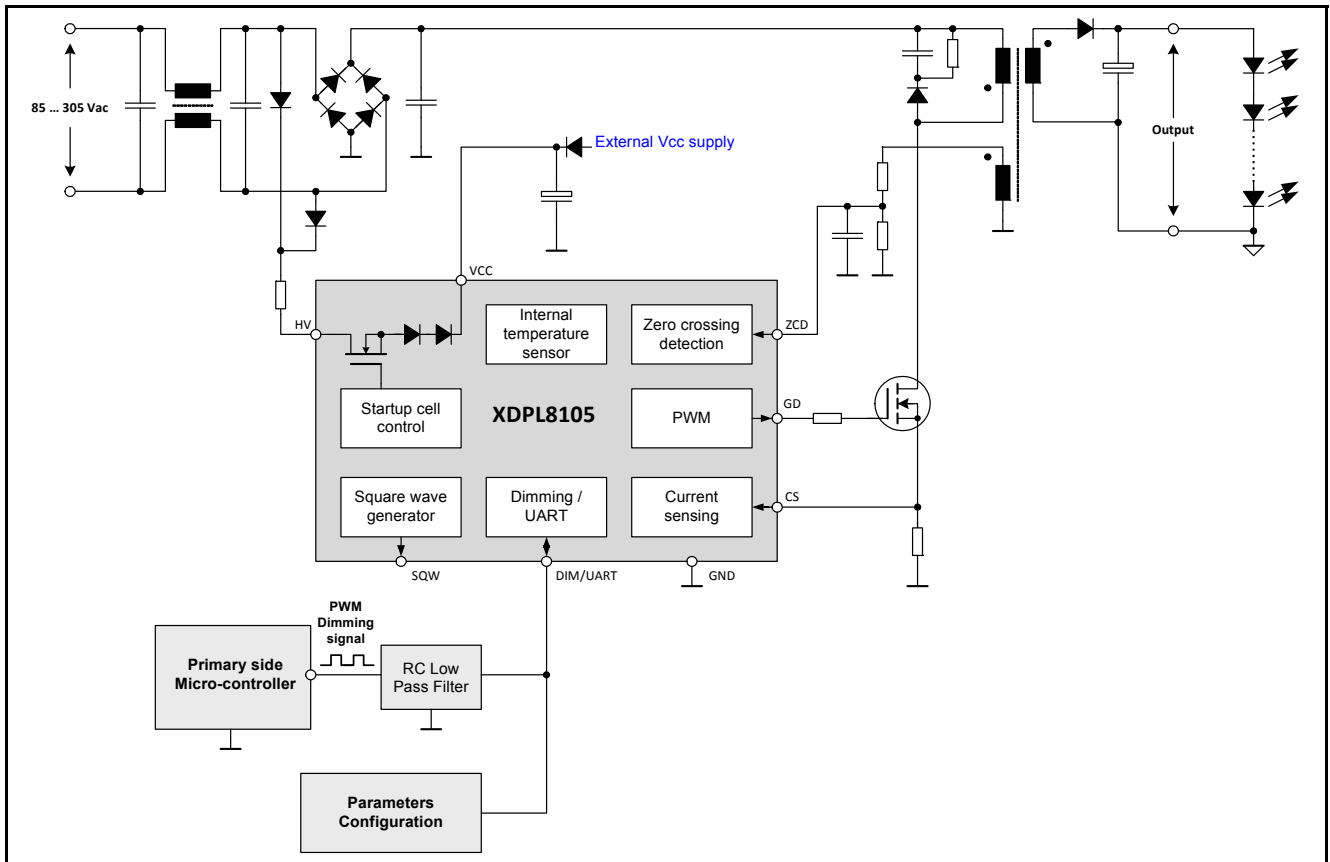 85 ... 305 Vac
External Vcc supply
Output
VCC
HV
Internal
temperature
sensor
Zero crossing
detection
ZCD
Startup cell
control
XDPL8105
PWM
GD
Square wave
generator
Dimming /
UART
Current
sensing
CS
SQW
DIM/UART
GND
PWM
Dimming
signal
Primary side
Micro-controller
RC Low
Pass Filter
Parameters
Configuration